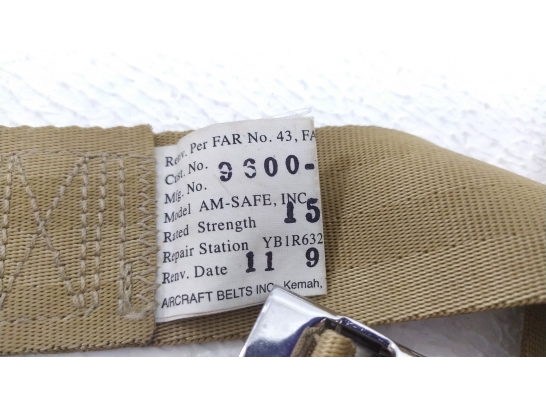 Renv. Per FAR No. 43, FA
Cust. No.
Mfg. No. 9600-
Model AM-SAFE, INC
Rated Strength 15
Repair Station YB1R632
Renv. Date 11 9
AIRCRAFT BELTS INC. Kemah,